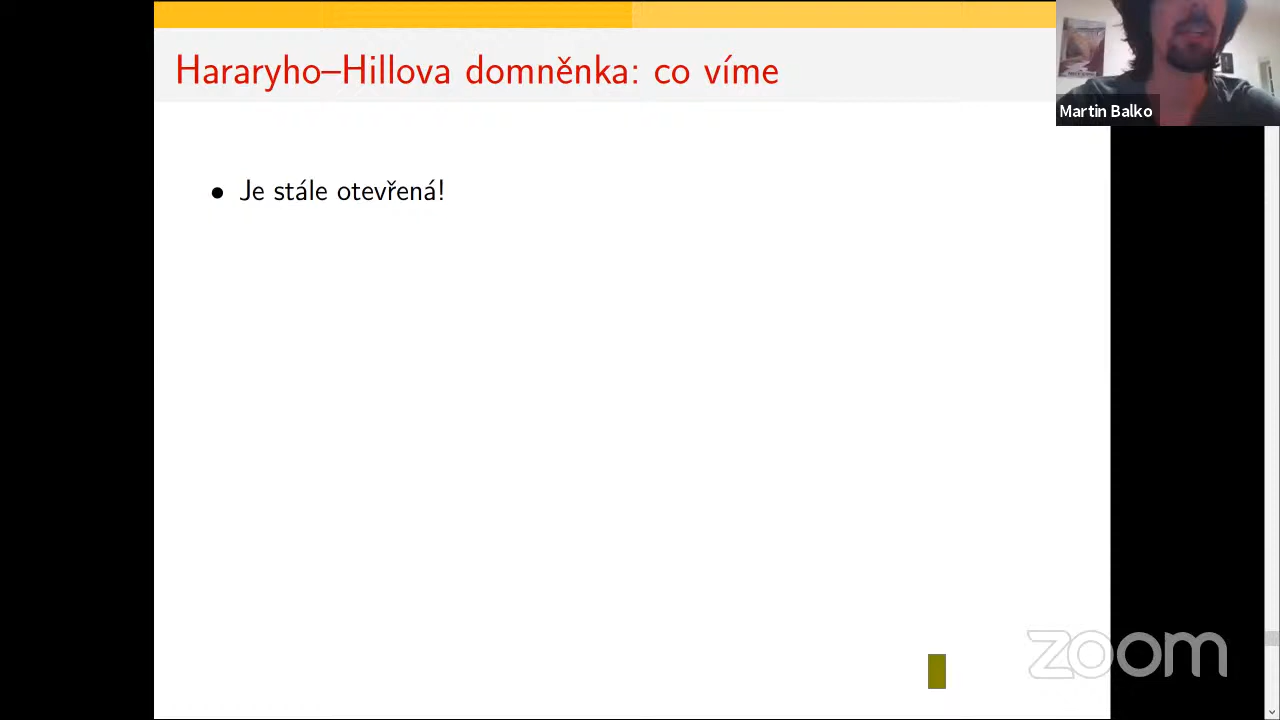 Hararyho–Hillova domněnka: co víme
Martin Balko
• Je stále otevřená!
zoom